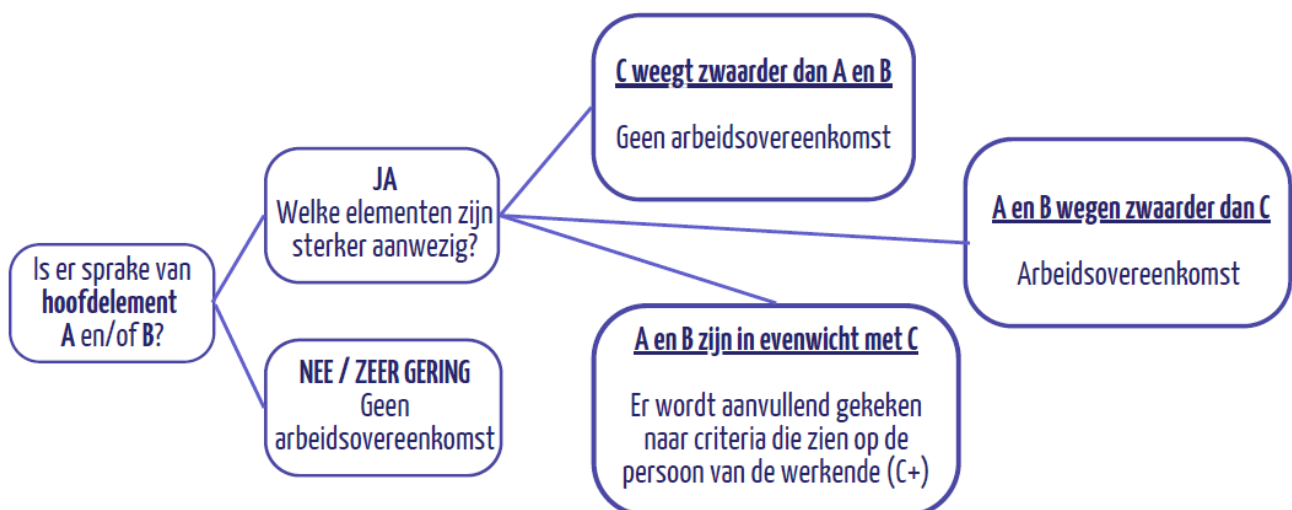 Is er sprake van
hoofdelement
A en/of B?
JA
Welke elementen zijn
sterker aanwezig?
NEE / ZEER GERING
Geen
arbeidsovereenkomst
C weegt zwaarder dan A en B
Geen arbeidsovereenkomst
A en B wegen zwaarder dan C
Arbeidsovereenkomst
A en B zijn in evenwicht met C
Er wordt aanvullend gekeken
naar criteria die zien op de
persoon van de werkende (C+)